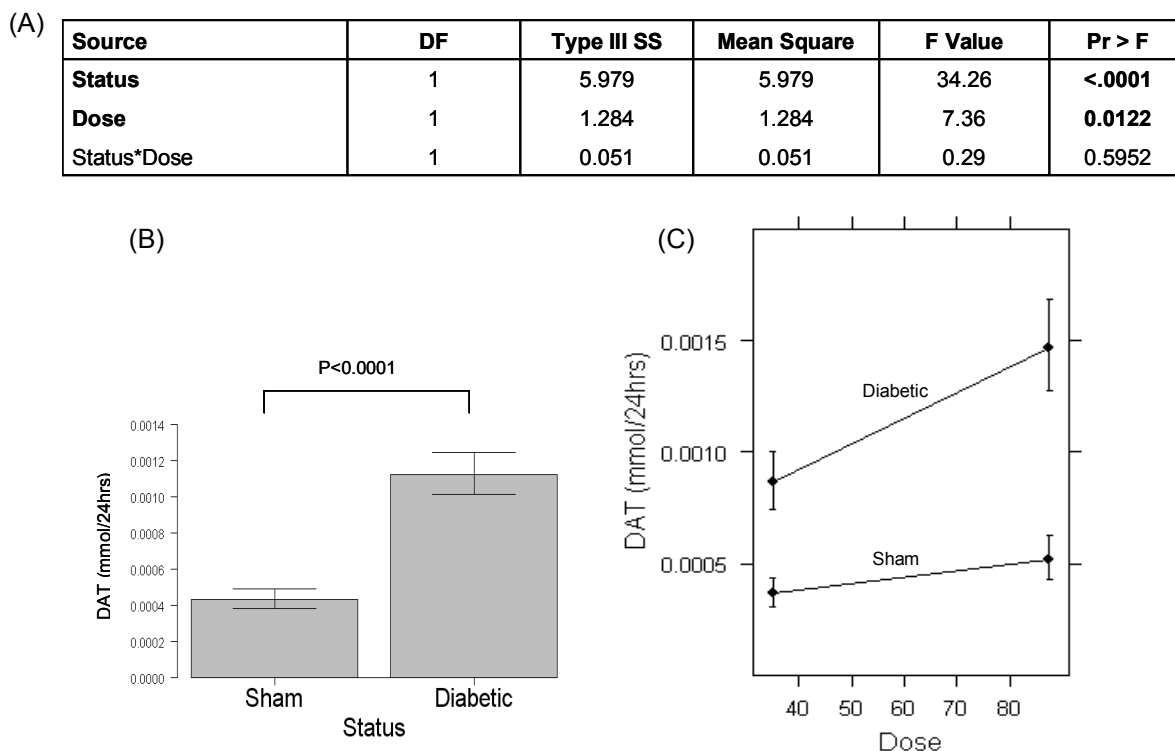 (A)
Source DF Type III SS Mean Square F Value Pr > F
Status 1 5.979 5.979 34.26 <.0001
Dose 1 1.284 1.284 7.36 0.0122
Status*Dose 1 0.051 0.051 0.29 0.5952
(B)
P<0.0001
DAT (mmol/24hrs)
0.0014
0.0012
0.0010
0.0008
0.0006
0.0004
0.0002
0.0000
Sham Diabetic
Status
(C)
DAT (mmol/24hrs)
0.0015
0.0010
0.0005
Diabetic
Sham
40 50 60 70 80
Dose